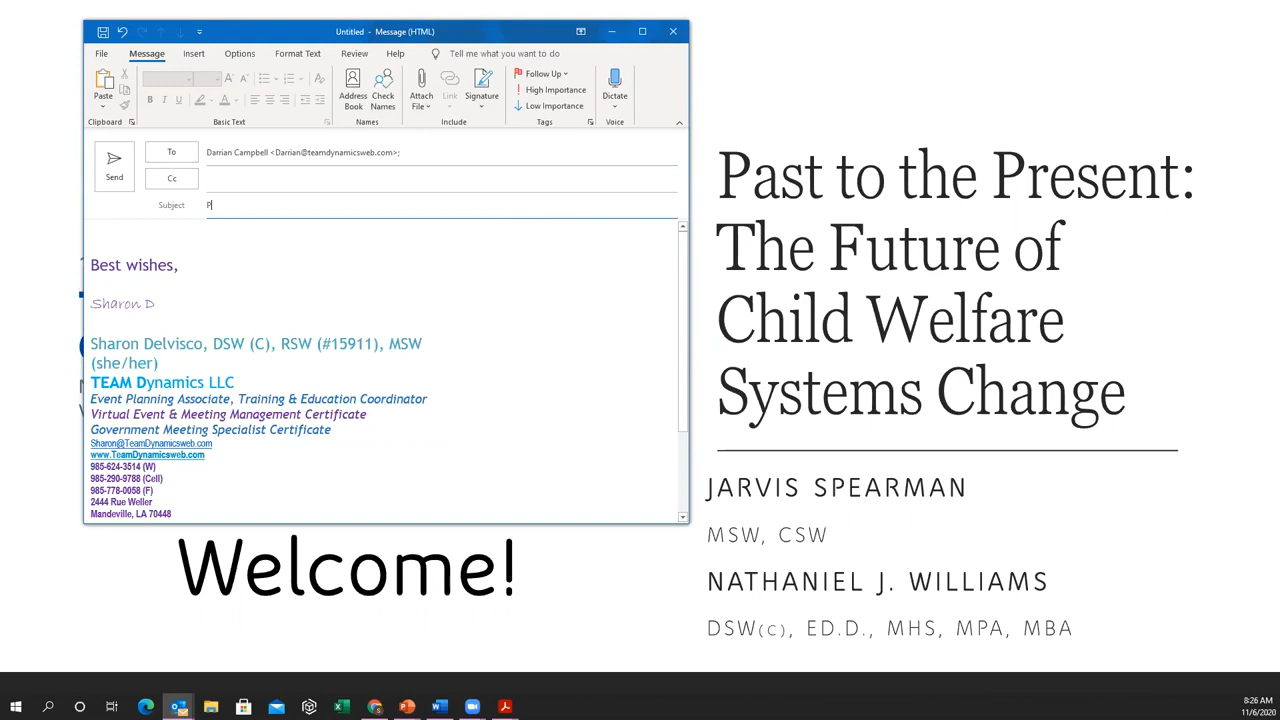 Untitled - Message (HTML)
File Message Insert Options Format Text Review Help Tell me what you want to do
Paste
Clipboard
B I U A
Basic Text
Address Book
Check Names
Names
Attach File
Link
Signature
Include
Follow Up
High Importance
Low Importance
Tags
Dictate
Voice
Send
To Darrian Campbell <Darrian@teamdynamicsweb.com>;
Cc
Subject P
Best wishes,
Sharon D
Sharon Delvisco, DSW (C), RSW (#15911), MSW
(she/her)
TEAM Dynamics LLC
Event Planning Associate, Training & Education Coordinator
Virtual Event & Meeting Management Certificate
Government Meeting Specialist Certificate
Sharon@TeamDynamicsweb.com
www.TeamDynamicsweb.com
985-624-3514 (W)
985-290-9788 (Cell)
985-778-0058 (F)
2444 Rue Weller
Mandeville, LA 70448
Welcome!
Past to the Present:
The Future of
Child Welfare
Systems Change
JARVIS SPEARMAN
MSW, CSW
NATHANIEL J. WILLIAMS
DSW(C), ED.D., MHS, MPA, MBA
8:26 AM
11/6/2020